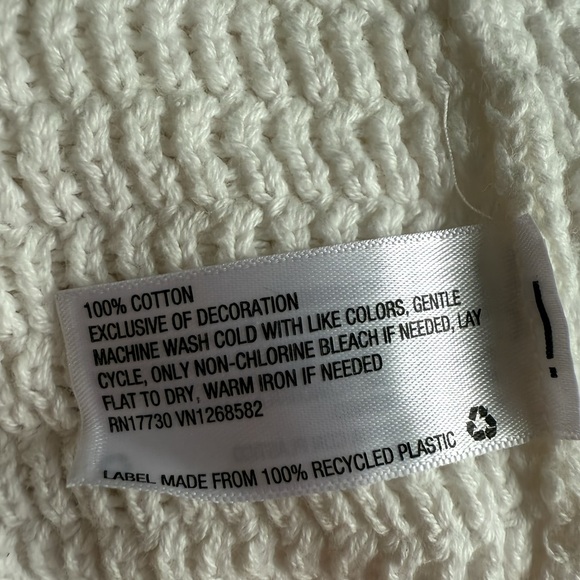 100% COTTON
EXCLUSIVE OF DECORATION
MACHINE WASH COLD WITH LIKE COLORS, GENTLE
CYCLE, ONLY NON-CHLORINE BLEACH IF NEEDED, LAY
FLAT TO DRY, WARM IRON IF NEEDED
RN17730 VN1268582
LABEL MADE FROM 100% RECYCLED PLASTIC